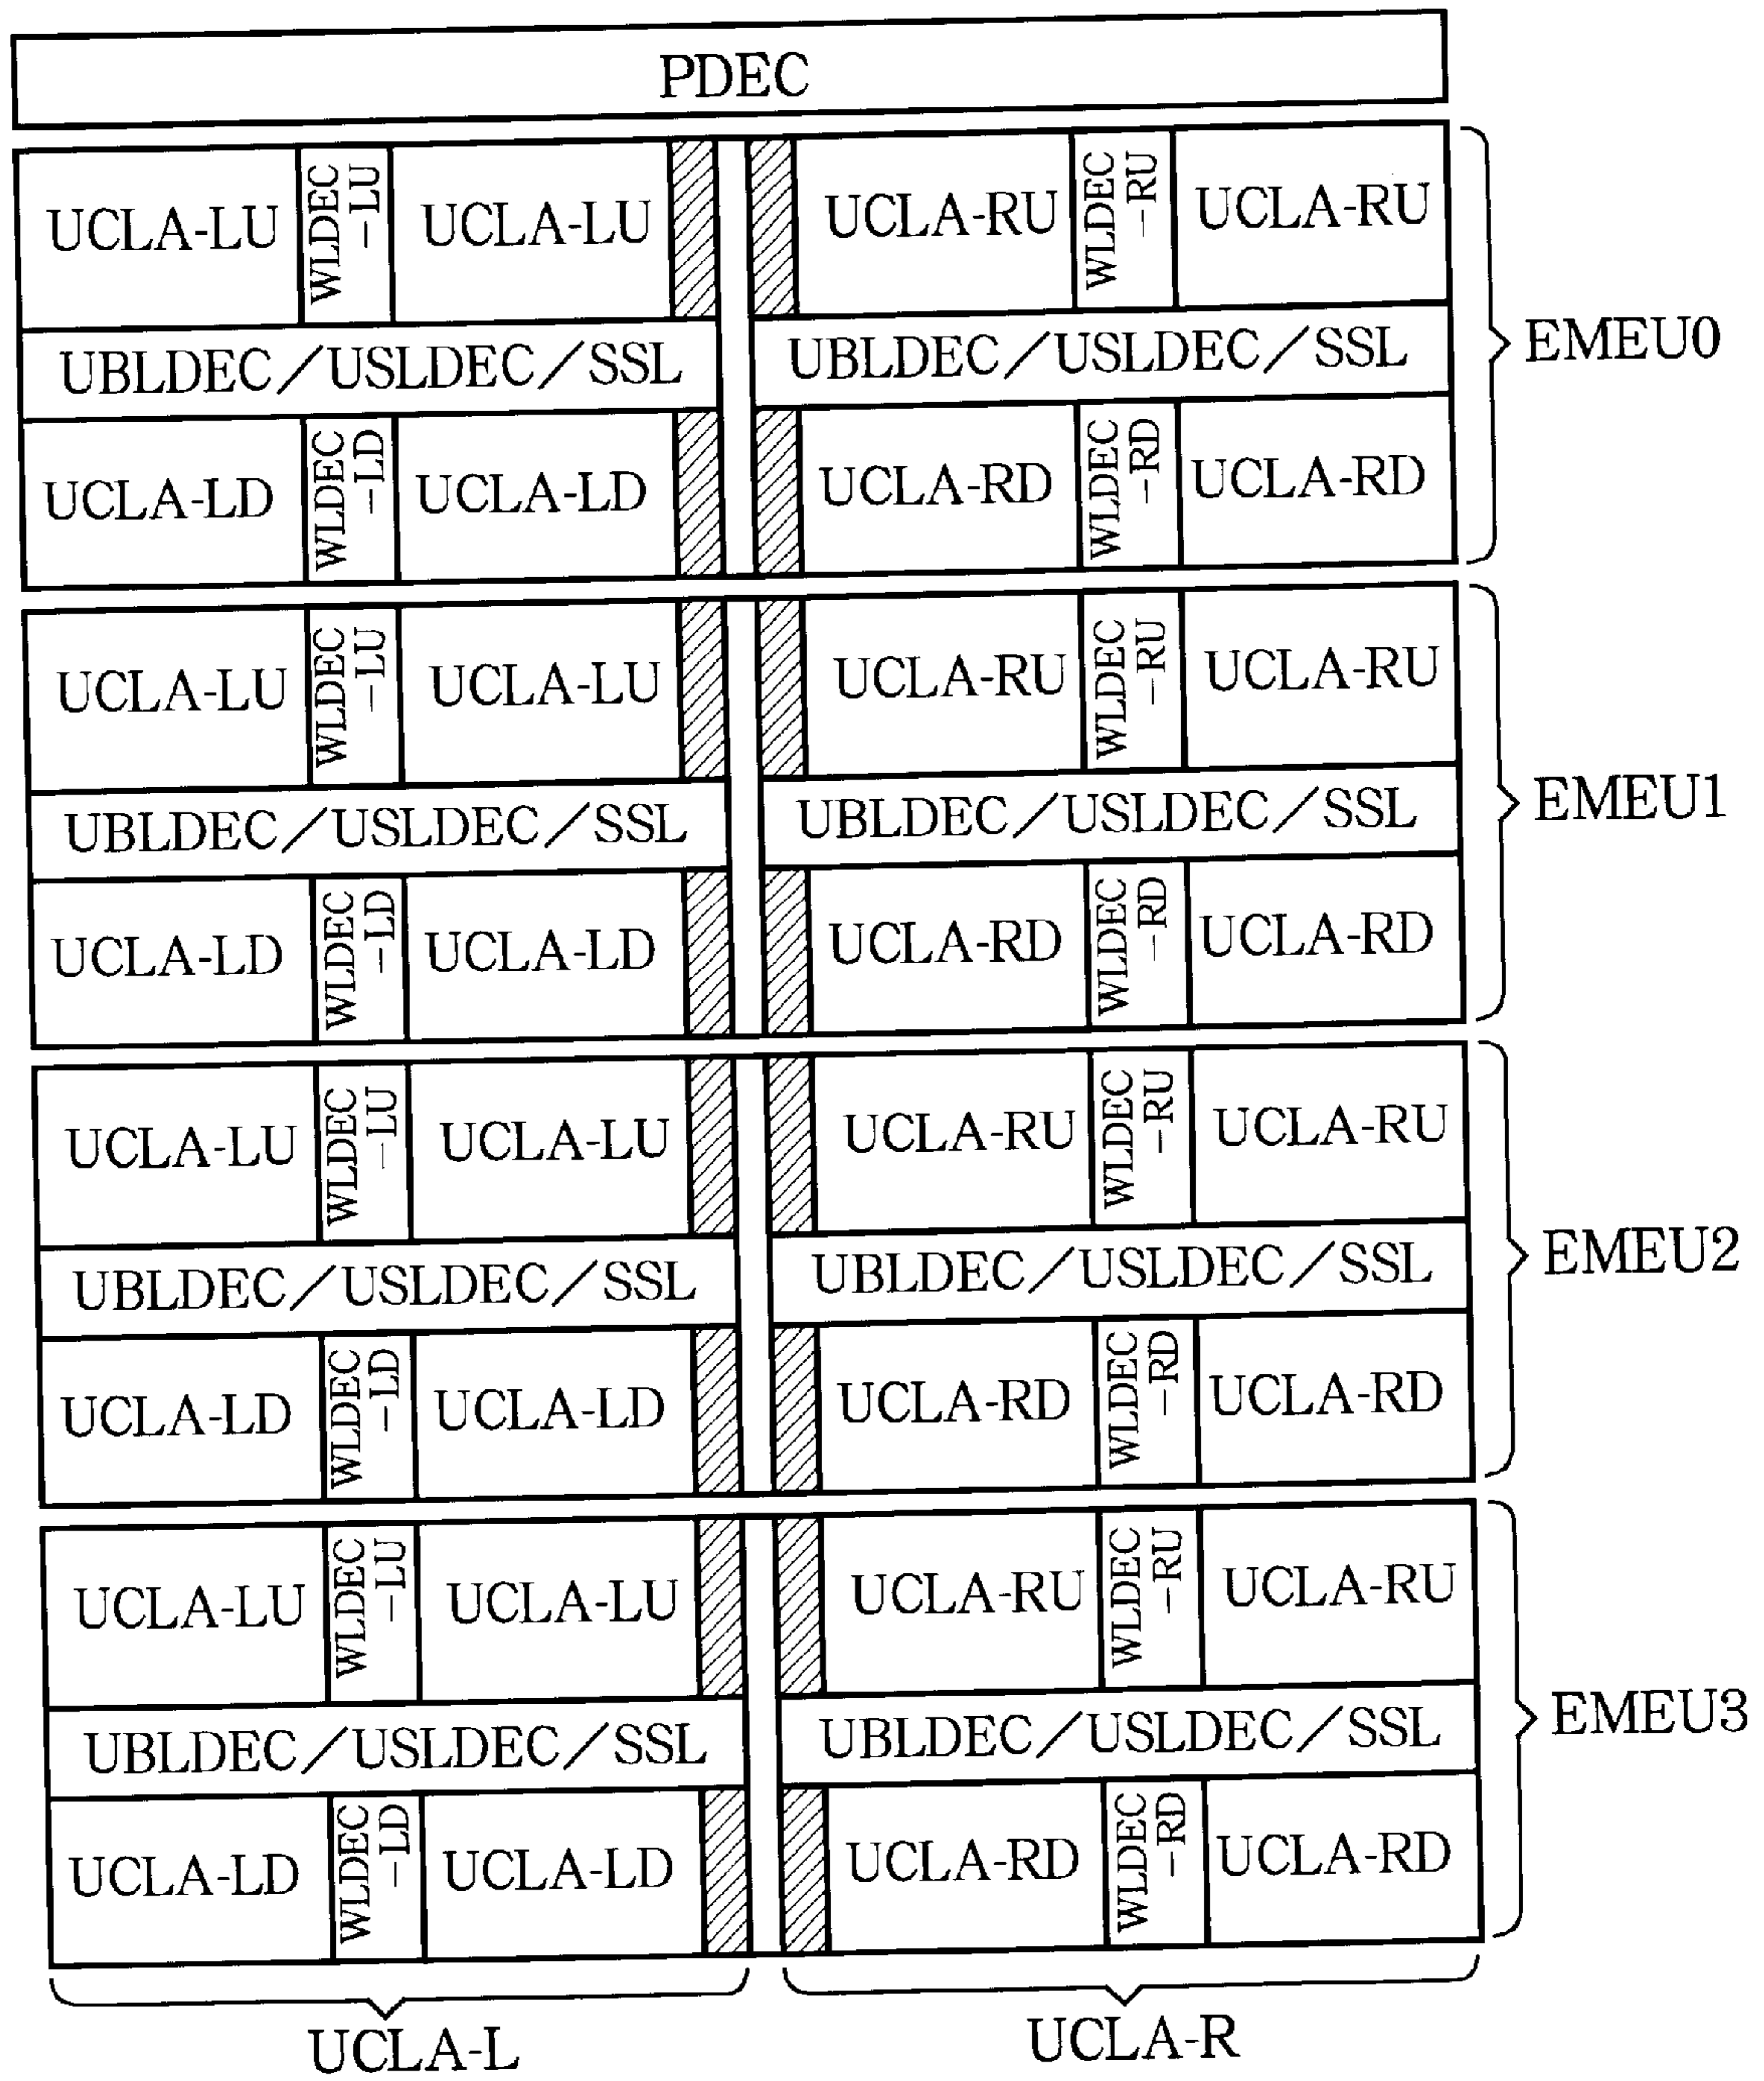 PDEC
UCLA-LU WLDEC-LU UCLA-LU UCLA-RU WLDEC-RU UCLA-RU
UBLDEC/USLDEC/SSL UBLDEC/USLDEC/SSL EMEU0
UCLA-LD WLDEC-LD UCLA-LD UCLA-RD WLDEC-RD UCLA-RD
UCLA-LU WLDEC-LU UCLA-LU UCLA-RU WLDEC-RU UCLA-RU
UBLDEC/USLDEC/SSL UBLDEC/USLDEC/SSL EMEU1
UCLA-LD WLDEC-LD UCLA-LD UCLA-RD WLDEC-RD UCLA-RD
UCLA-LU WLDEC-LU UCLA-LU UCLA-RU WLDEC-RU UCLA-RU
UBLDEC/USLDEC/SSL UBLDEC/USLDEC/SSL EMEU2
UCLA-LD WLDEC-LD UCLA-LD UCLA-RD WLDEC-RD UCLA-RD
UCLA-LU WLDEC-LU UCLA-LU UCLA-RU WLDEC-RU UCLA-RU
UBLDEC/USLDEC/SSL UBLDEC/USLDEC/SSL EMEU3
UCLA-LD WLDEC-LD UCLA-LD UCLA-RD WLDEC-RD UCLA-RD
UCLA-L UCLA-R